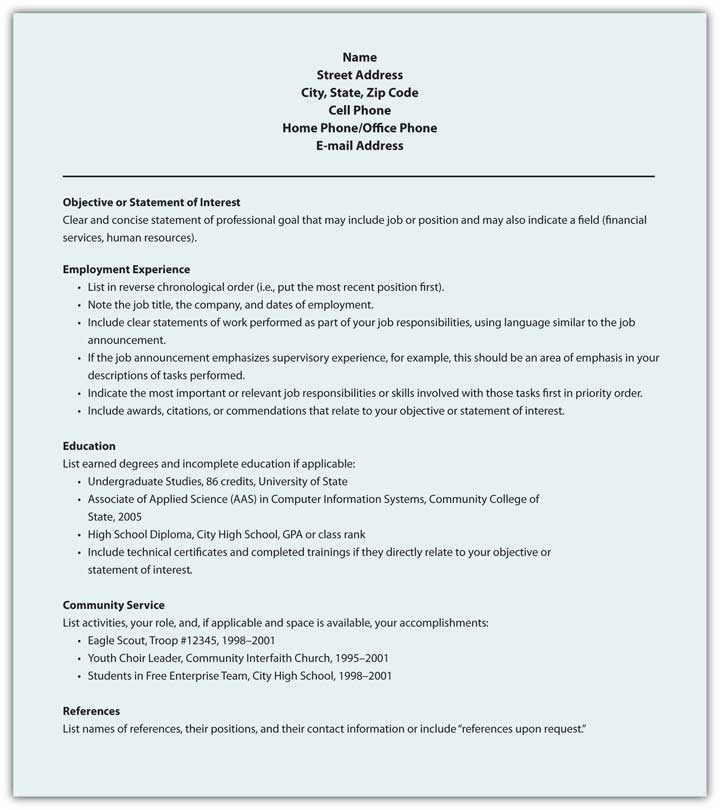 Name
Street Address
City, State, Zip Code
Cell Phone
Home Phone/Office Phone
E-mail Address
Objective or Statement of Interest
Clear and concise statement of professional goal that may include job or position and may also indicate a field (financial
services, human resources).
Employment Experience
• List in reverse chronological order (i.e., put the most recent position first).
• Note the job title, the company, and dates of employment.
• Include clear statements of work performed as part of your job responsibilities, using language similar to the job
announcement.
• If the job announcement emphasizes supervisory experience, for example, this should be an area of emphasis in your
descriptions of tasks performed.
• Indicate the most important or relevant job responsibilities or skills involved with those tasks first in priority order.
• Include awards, citations, or commendations that relate to your objective or statement of interest.
Education
List earned degrees and incomplete education if applicable:
• Undergraduate Studies, 86 credits, University of State
• Associate of Applied Science (AAS) in Computer Information Systems, Community College of
State, 2005
• High School Diploma, City High School, GPA or class rank
• Include technical certificates and completed trainings if they directly relate to your objective or
statement of interest.
Community Service
List activities, your role, and, if applicable and space is available, your accomplishments:
• Eagle Scout, Troop #12345, 1998–2001
• Youth Choir Leader, Community Interfaith Church, 1995–2001
• Students in Free Enterprise Team, City High School, 1998–2001
References
List names of references, their positions, and their contact information or include “references upon request.”